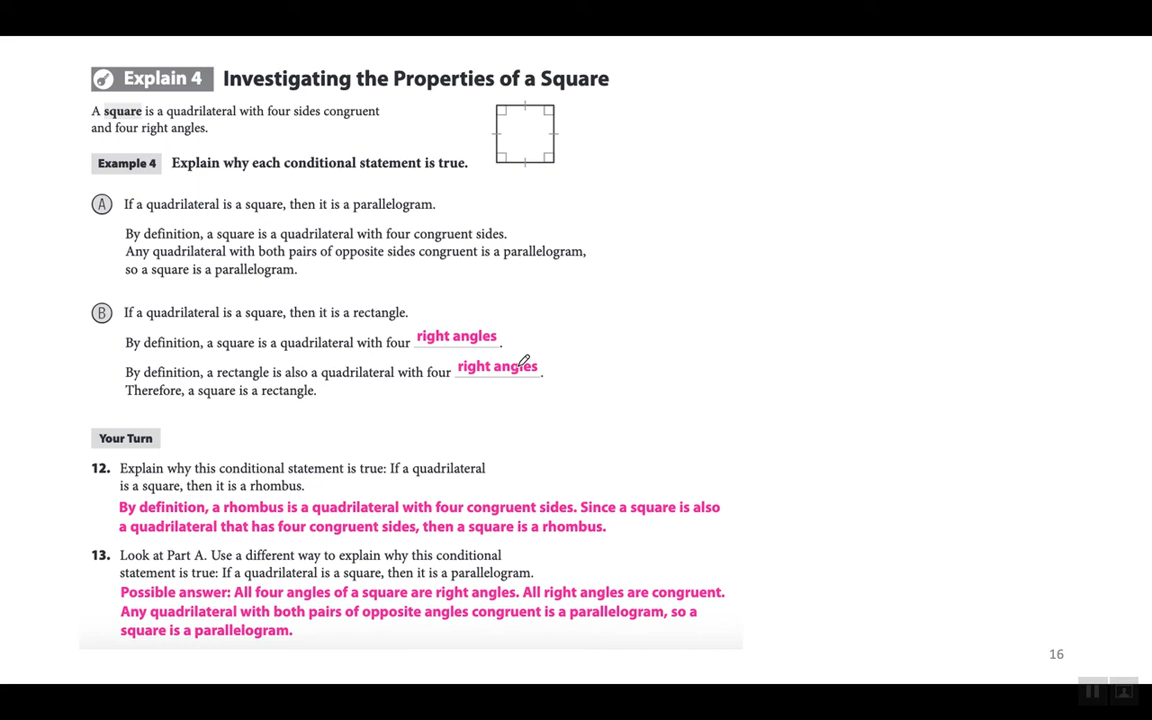 Explain 4 Investigating the Properties of a Square
A square is a quadrilateral with four sides congruent
and four right angles.
Example 4 Explain why each conditional statement is true.
A If a quadrilateral is a square, then it is a parallelogram.
By definition, a square is a quadrilateral with four congruent sides.
Any quadrilateral with both pairs of opposite sides congruent is a parallelogram,
so a square is a parallelogram.
B If a quadrilateral is a square, then it is a rectangle.
By definition, a square is a quadrilateral with four right angles.
By definition, a rectangle is also a quadrilateral with four right angles.
Therefore, a square is a rectangle.
Your Turn
12. Explain why this conditional statement is true: If a quadrilateral
is a square, then it is a rhombus.
By definition, a rhombus is a quadrilateral with four congruent sides. Since a square is also
a quadrilateral that has four congruent sides, then a square is a rhombus.
13. Look at Part A. Use a different way to explain why this conditional
statement is true: If a quadrilateral is a square, then it is a parallelogram.
Possible answer: All four angles of a square are right angles. All right angles are congruent.
Any quadrilateral with both pairs of opposite angles congruent is a parallelogram, so a
square is a parallelogram.
16